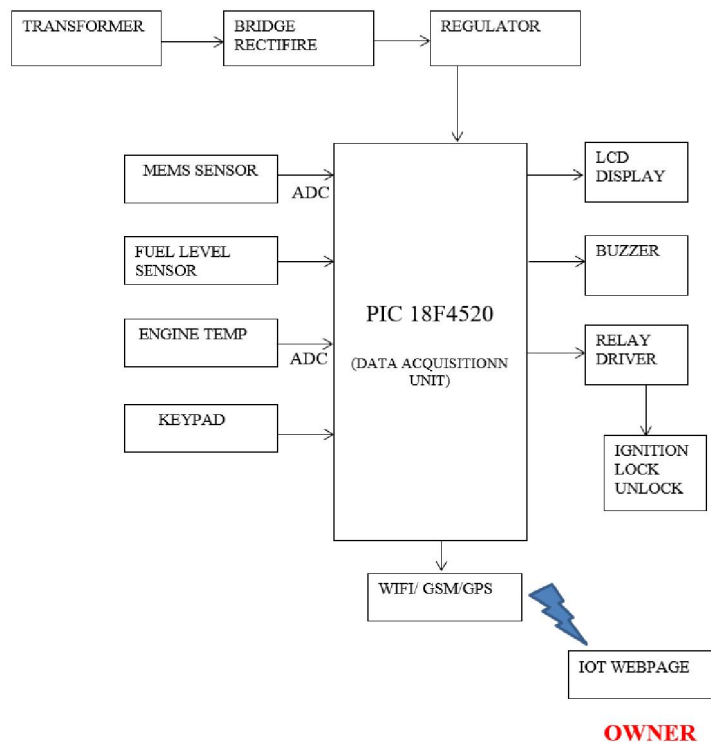 TRANSFORMER
BRIDGE
RECTIFIRE
REGULATOR
MEMS SENSOR
ADC
FUEL LEVEL
SENSOR
ENGINE TEMP
ADC
KEYPAD
PIC 18F4520
(DATA ACQUISITIONN
UNIT)
LCD
DISPLAY
BUZZER
RELAY
DRIVER
IGNITION
LOCK
UNLOCK
WIFI/ GSM/GPS
IOT WEBPAGE
OWNER